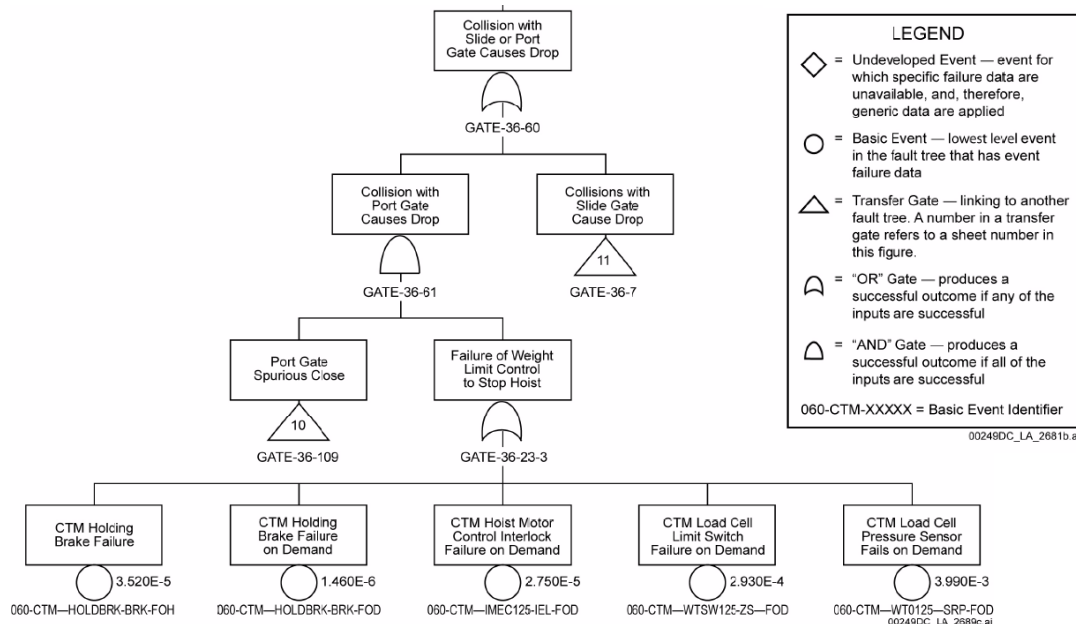 Collision with
Slide or Port
Gate Causes Drop
GATE-36-60
Collision with
Port Gate
Causes Drop
GATE-36-61
Collisions with
Slide Gate
Cause Drop
11
GATE-36-7
Port Gate
Spurious Close
10
GATE-36-109
Failure of Weight
Limit Control
to Stop Hoist
GATE-36-23-3
CTM Holding
Brake Failure
3.520E-5
060-CTM—HOLDBRK-BRK-FOH
CTM Holding
Brake Failure
on Demand
1.460E-6
060-CTM—HOLDBRK-BRK-FOD
CTM Hoist Motor
Control Interlock
Failure on Demand
2.750E-5
060-CTM—IMEC125-IEL-FOD
CTM Load Cell
Limit Switch
Failure on Demand
2.930E-4
060-CTM—WTSW125-ZS—FOD
CTM Load Cell
Pressure Sensor
Fails on Demand
3.990E-3
060-CTM—WT0125—SRP-FOD
00249DC_LA_2689c.ai
LEGEND
= Undeveloped Event — event for
which specific failure data are
unavailable, and, therefore,
generic data are applied
= Basic Event — lowest level event
in the fault tree that has event
failure data
= Transfer Gate — linking to another
fault tree. A number in a transfer
gate refers to a sheet number in
this figure.
= "OR" Gate — produces a
successful outcome if any of the
inputs are successful
= "AND" Gate — produces a
successful outcome if all of the
inputs are successful
060-CTM-XXXXX = Basic Event Identifier
00249DC_LA_2681b.a